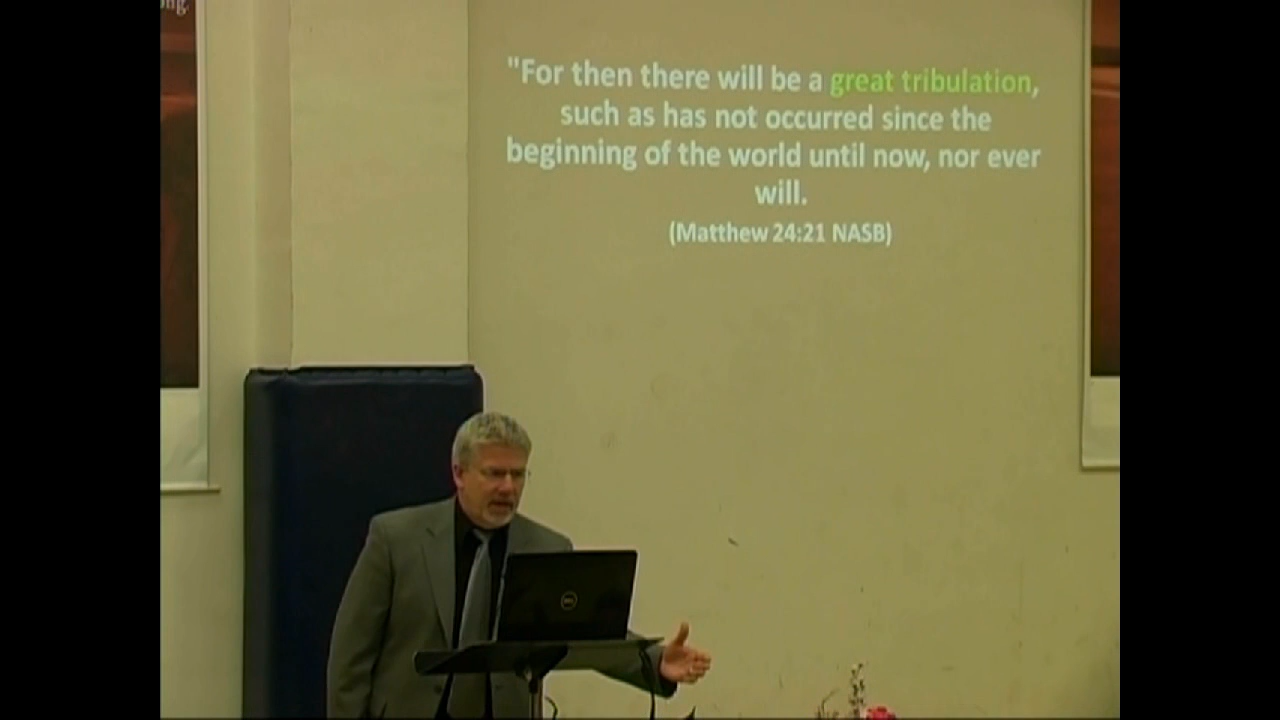 "For then there will be a great tribulation,
such as has not occurred since the
beginning of the world until now, nor ever
will.
(Matthew 24:21 NASB)
DELL